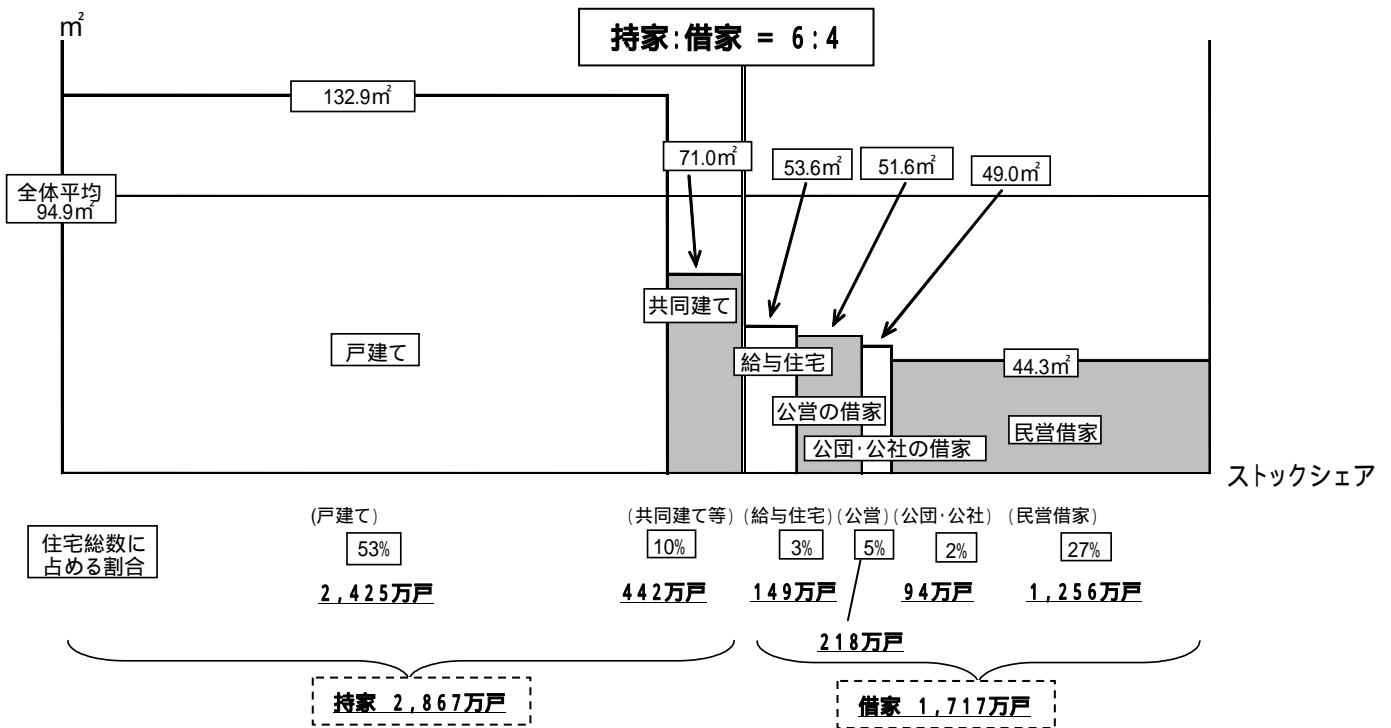 ㎡
持家:借家 = 6:4
132.9㎡
71.0㎡
53.6㎡
51.6㎡
49.0㎡
全体平均
94.9㎡
共同建て
戸建て
給与住宅
44.3㎡
公営の借家
民営借家
公団･公社の借家
ストックシェア
(戸建て)
(共同建て等)
(給与住宅)
(公営)
(公団･公社)
(民営借家)
住宅総数に
占める割合
53%
10%
3%
5%
2%
27%
2,425万戸
442万戸
149万戸
94万戸
1,256万戸
218万戸
持家 2,867万戸
借家 1,717万戸